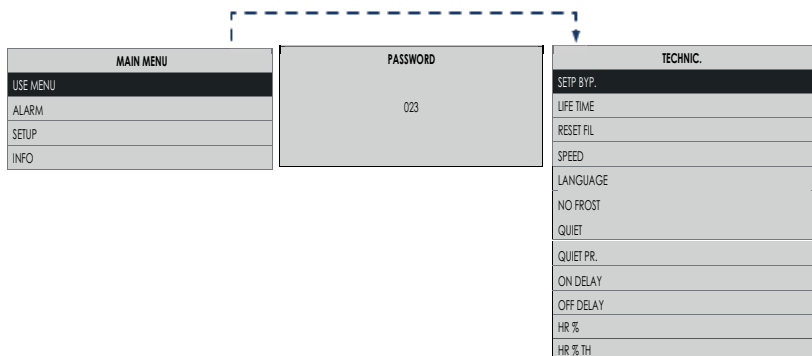 MAIN MENU
USE MENU
ALARM
SETUP
INFO
PASSWORD
023
TECHNIC.
SETP BYP.
LIFE TIME
RESET FIL
SPEED
LANGUAGE
NO FROST
QUIET
QUIET PR.
ON DELAY
OFF DELAY
HR %
HR % TH